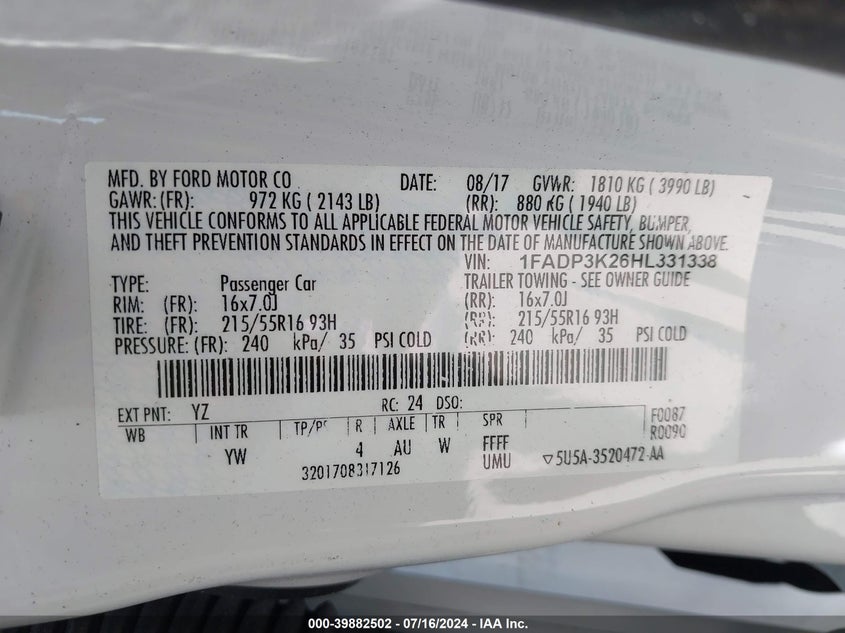 MFD. BY FORD MOTOR CO DATE: 08/17 GVWR: 1810 KG ( 3990 LB)
GAWR: (FR): 972 KG ( 2143 LB) (RR): 880 KG ( 1940 LB)
THIS VEHICLE CONFORMS TO ALL APPLICABLE FEDERAL MOTOR VEHICLE SAFETY, BUMPER,
AND THEFT PREVENTION STANDARDS IN EFFECT ON THE DATE OF MANUFACTURE SHOWN ABOVE.
VIN: 1FADP3K26HL331338
TYPE: Passenger Car TRAILER TOWING - SEE OWNER GUIDE
RIM: (FR): 16x7.0J (RR): 16x7.0J
TIRE: (FR): 215/55R16 93H (RR): 215/55R16 93H
PRESSURE: (FR): 240 kPa/ 35 PSI COLD (RR): 240 kPa/ 35 PSI COLD
EXT PNT: YZ RC: 24 DSO: F0087
WB INT TR TP/PS R AXLE TR SPR R0090
YW 4 AU W FFFF
3201708317126 UMU ▽5U5A-3520472-AA
000-39882502 / 07/16/2024 - IAA Inc.